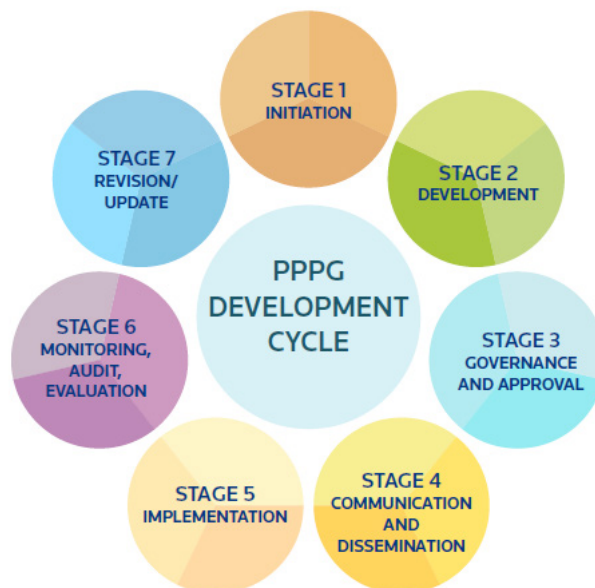 STAGE 1
INITIATION
STAGE 2
DEVELOPMENT
STAGE 3
GOVERNANCE
AND APPROVAL
STAGE 4
COMMUNICATION
AND
DISSEMINATION
STAGE 5
IMPLEMENTATION
STAGE 6
MONITORING,
AUDIT,
EVALUATION
STAGE 7
REVISION/
UPDATE
PPPG
DEVELOPMENT
CYCLE